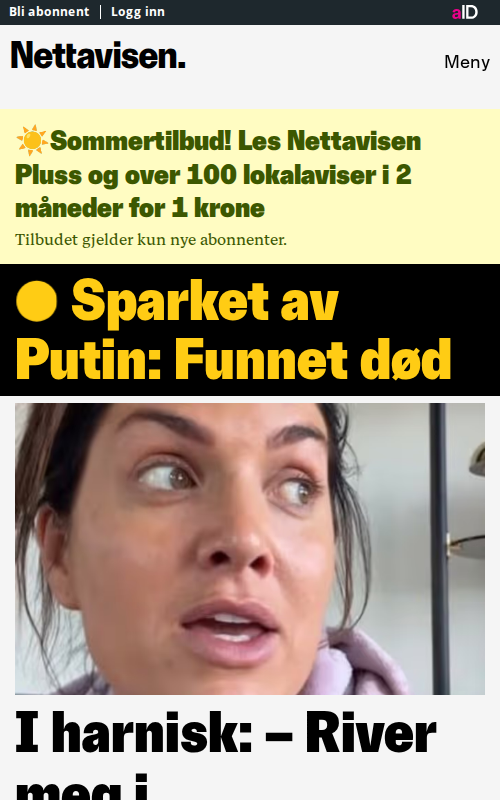 Bli abonnent
Logg inn
aID
Nettavisen.
Meny
☀️Sommertilbud! Les Nettavisen
Pluss og over 100 lokalaviser i 2
måneder for 1 krone
Tilbudet gjelder kun nye abonnenter.
Sparket av
Putin: Funnet død
I harnisk: – River
meg i